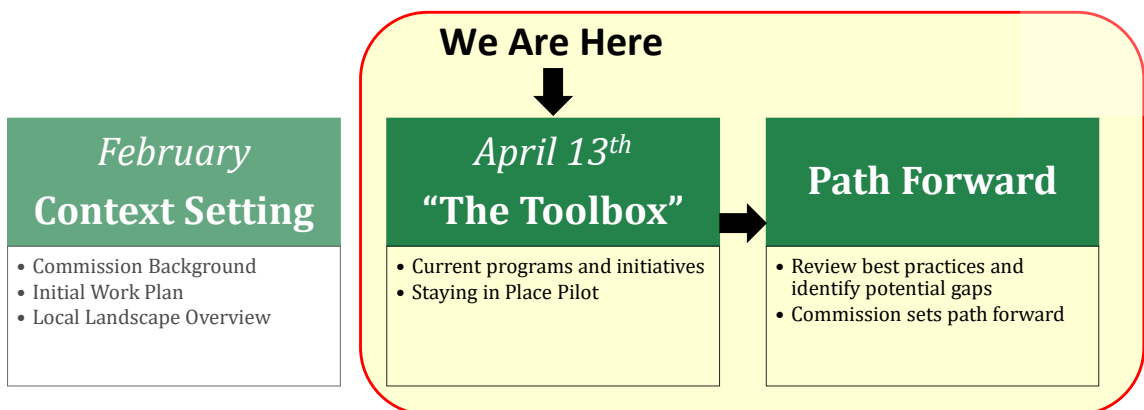 We Are Here
February
Context Setting
• Commission Background
• Initial Work Plan
• Local Landscape Overview
April 13th
“The Toolbox”
• Current programs and initiatives
• Staying in Place Pilot
Path Forward
• Review best practices and
identify potential gaps
• Commission sets path forward